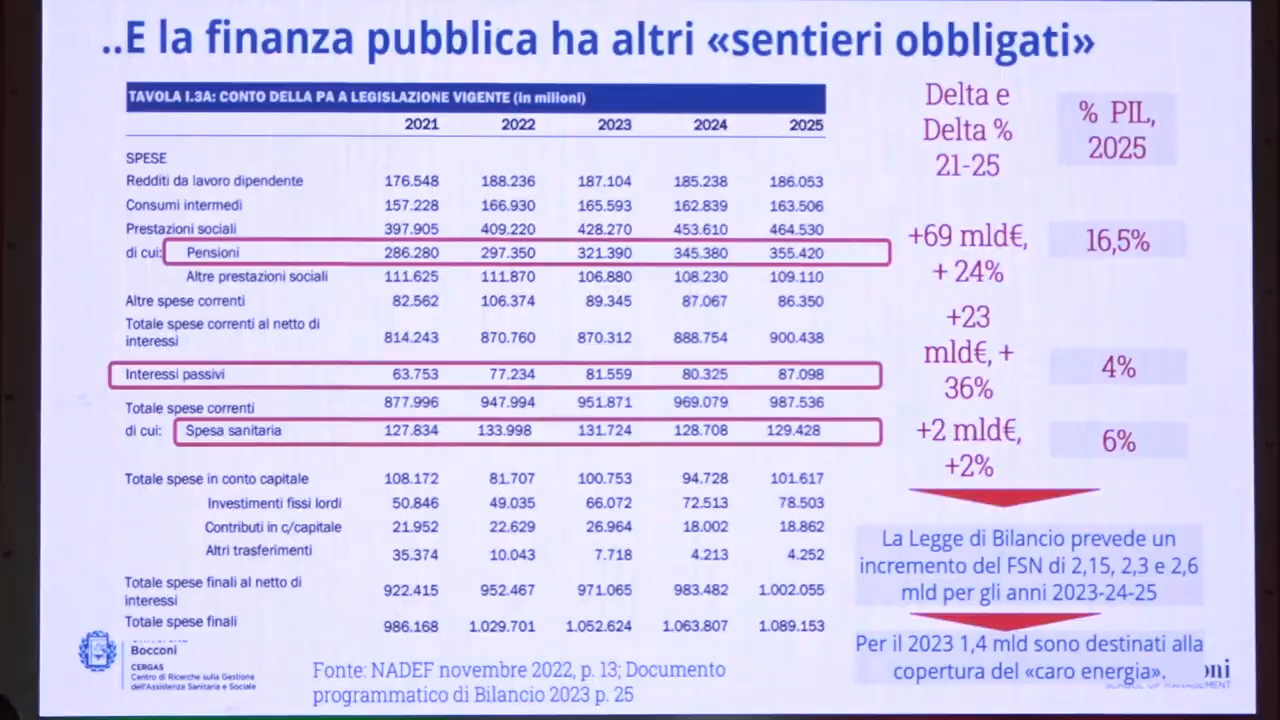 ..E la finanza pubblica ha altri «sentieri obbligati»
TAVOLA I.3A: CONTO DELLA PA A LEGISLAZIONE VIGENTE (in milioni)
2021 2022 2023 2024 2025
SPESE
Redditi da lavoro dipendente 176.548 188.236 187.104 185.238 186.053
Consumi intermedi 157.228 166.930 165.593 162.839 163.506
Prestazioni sociali 397.905 409.220 428.270 453.610 464.530
di cui: Pensioni 286.280 297.350 321.390 345.380 355.420
Altre prestazioni sociali 111.625 111.870 106.880 108.230 109.110
Altre spese correnti 82.562 106.374 89.345 87.067 86.350
Totale spese correnti al netto di
interessi 814.243 870.760 870.312 888.754 900.438
Interessi passivi 63.753 77.234 81.559 80.325 87.098
Totale spese correnti 877.996 947.994 951.871 969.079 987.536
di cui: Spesa sanitaria 127.834 133.998 131.724 128.708 129.428
Totale spese in conto capitale 108.172 81.707 100.753 94.728 101.617
Investimenti fissi lordi 50.846 49.035 66.072 72.513 78.503
Contributi in c/capitale 21.952 22.629 26.964 18.002 18.862
Altri trasferimenti 35.374 10.043 7.718 4.213 4.252
Totale spese finali al netto di
interessi 922.415 952.467 971.065 983.482 1.002.055
Totale spese finali 986.168 1.029.701 1.052.624 1.063.807 1.089.153
Delta e
Delta %
21-25
% PIL,
2025
+69 mld€,
+ 24%
16,5%
+23
mld€, +
36%
4%
+2 mld€,
+2%
6%
La Legge di Bilancio prevede un
incremento del FSN di 2,15, 2,3 e 2,6
mld per gli anni 2023-24-25
Per il 2023 1,4 mld sono destinati alla
copertura del «caro energia».
Bocconi
CERGAS
Centro di Ricerche sulla Gestione
dell'Assistenza Sanitaria e Sociale
Fonte: NADEF novembre 2022, p. 13; Documento
programmatico di Bilancio 2023 p. 25